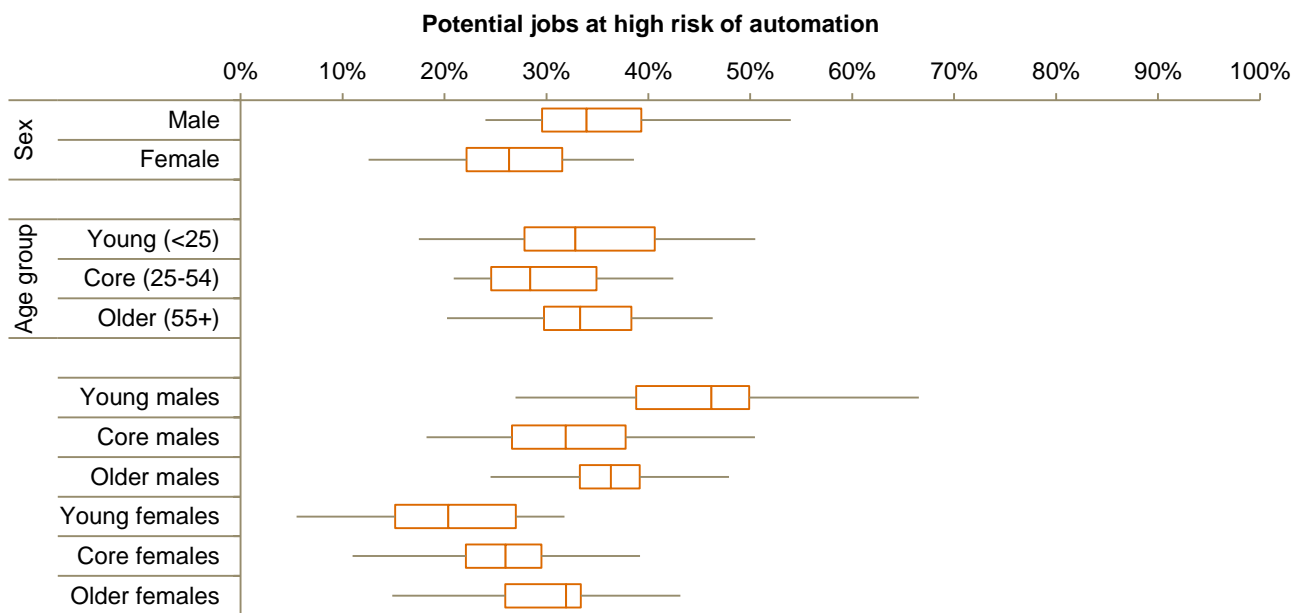 Potential jobs at high risk of automation
0% 10% 20% 30% 40% 50% 60% 70% 80% 90% 100%
Sex
Male
Female
Age group
Young (<25)
Core (25-54)
Older (55+)
Young males
Core males
Older males
Young females
Core females
Older females